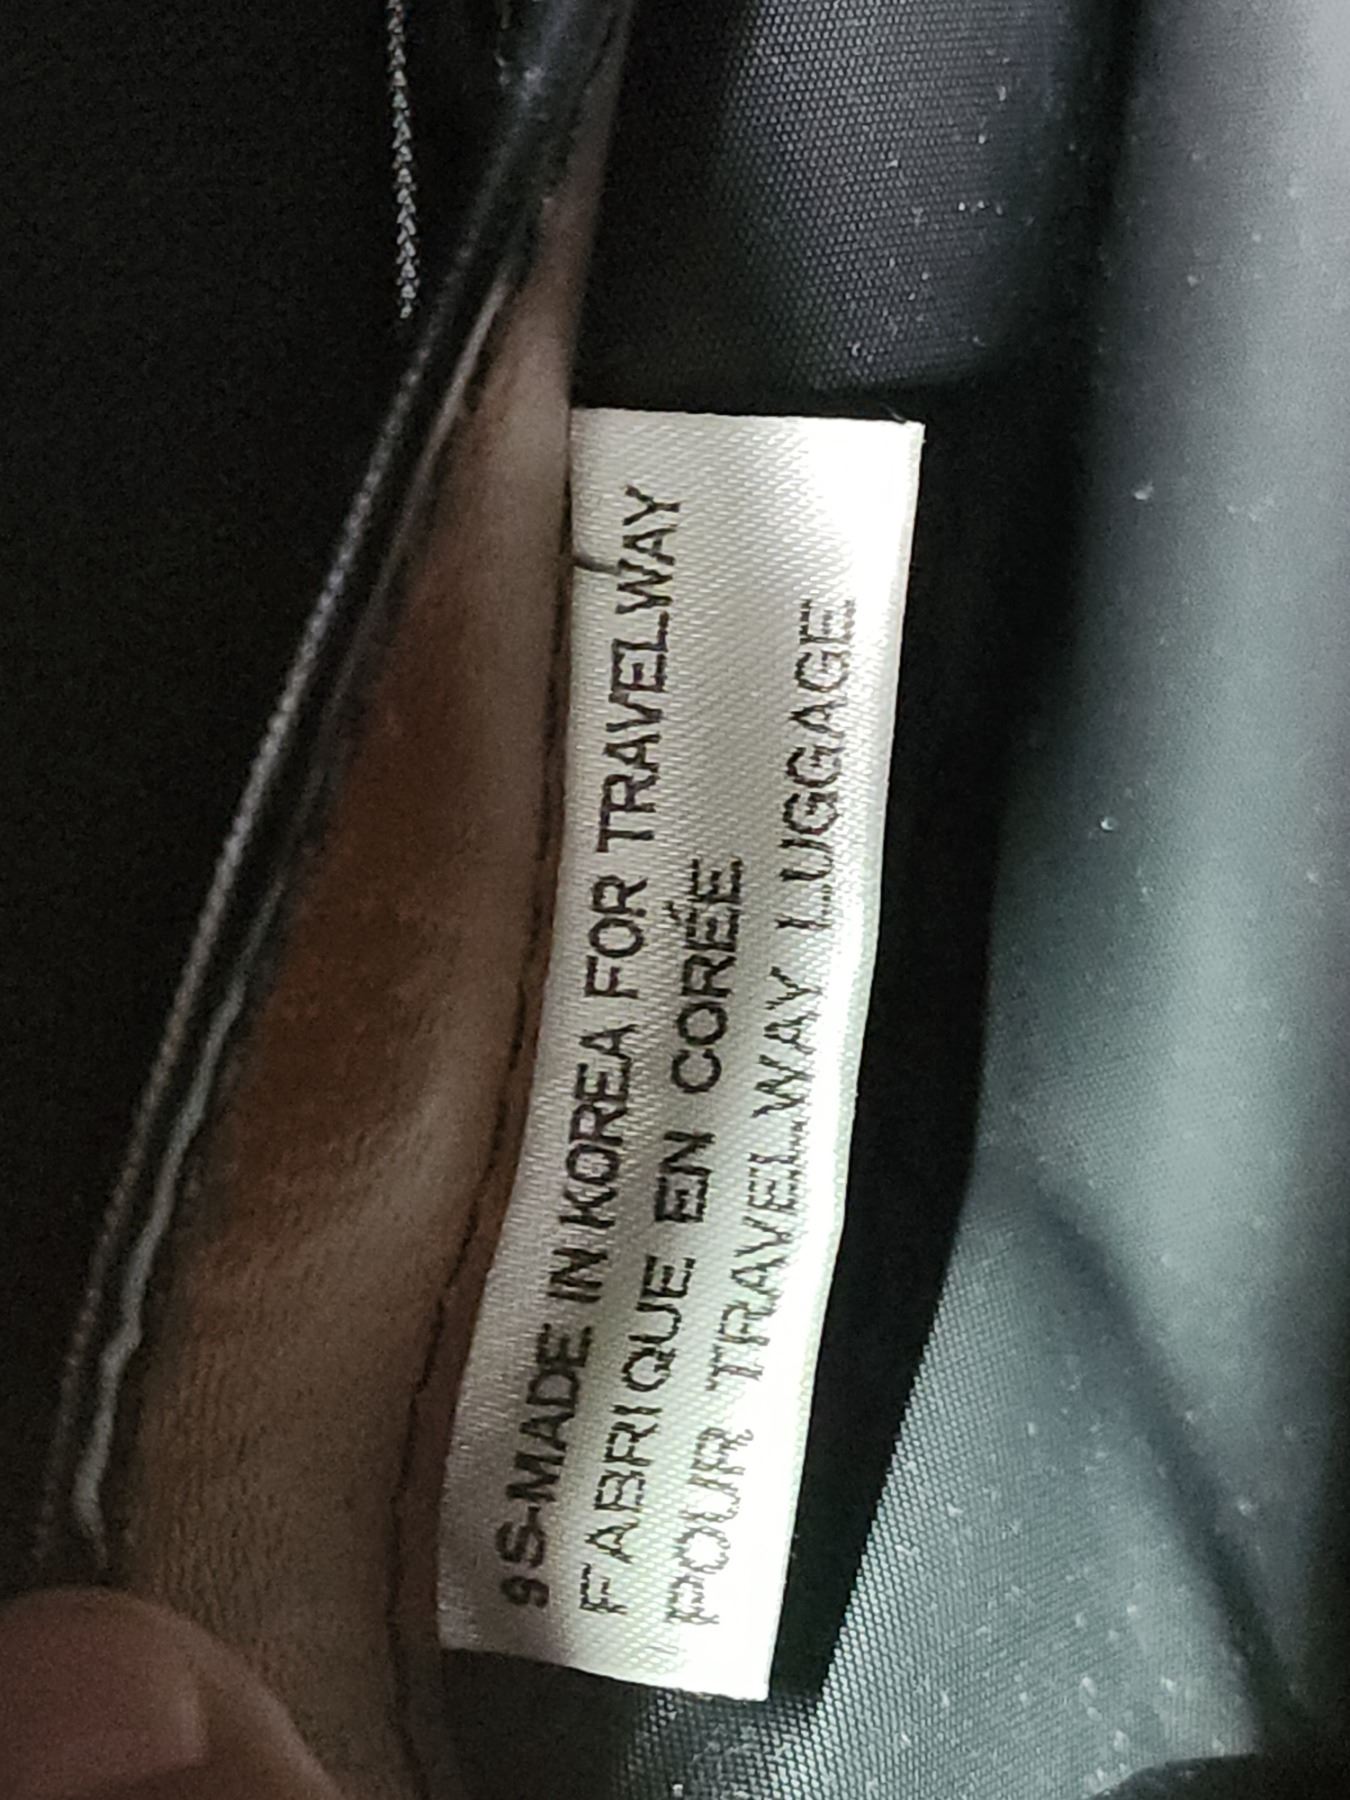 9S-MADE IN KOREA FOR TRAVELWAY
FABRIQUE EN CORÉE
POUR TRAVELWAY LUGGAGE